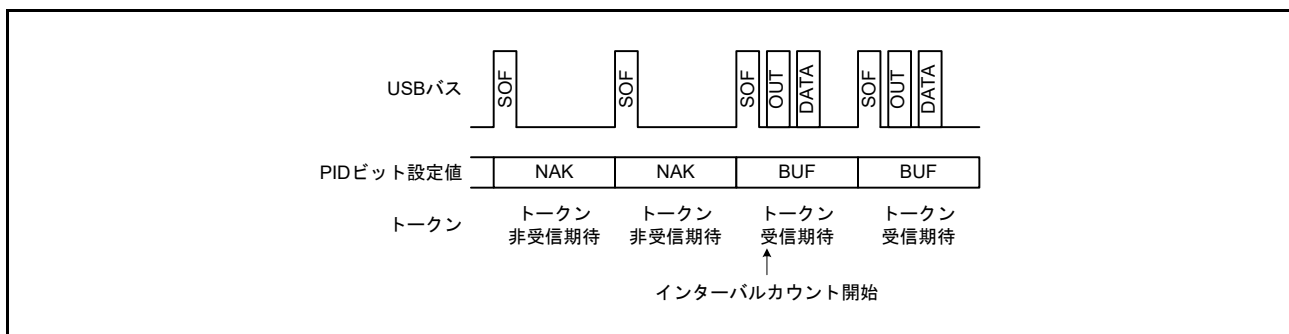 USBバス
SOF
SOF
SOF
OUT
DATA
SOF
OUT
DATA
PIDビット設定値
NAK
NAK
BUF
BUF
トークン
トークン
非受信期待
トークン
非受信期待
トークン
受信期待
トークン
受信期待
インターバルカウント開始